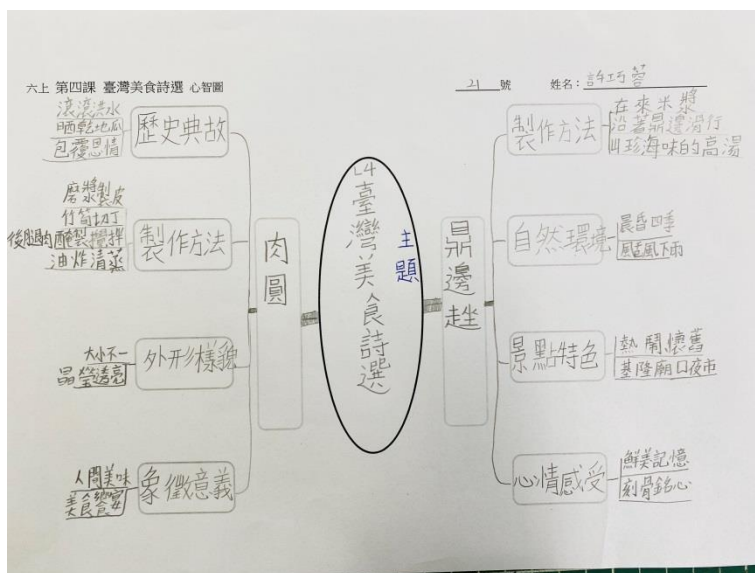 六上 第四課 臺灣美食詩選 心智圖
21 號 姓名：許巧蓉
L4臺灣美食詩選
主題
肉圓
歷史典故
滾滾洪水
晒乾地瓜
包覆恩情
製作方法
磨漿製皮
竹筍切丁
後腿肉醃製攪拌
油炸清蒸
外形樣貌
大小不一
晶瑩透亮
象徵意義
人間美味
美食饗宴
鼎邊趖
製作方法
在來米漿
沿著鼎邊滑行
山珍海味的高湯
自然環境
晨昏四季
颱風下雨
景點特色
熱鬧懷舊
基隆廟口夜市
心情感受
鮮美記憶
刻骨銘心